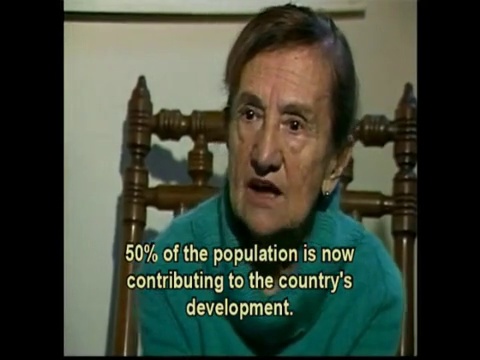 50% of the population is now
contributing to the country's
development.